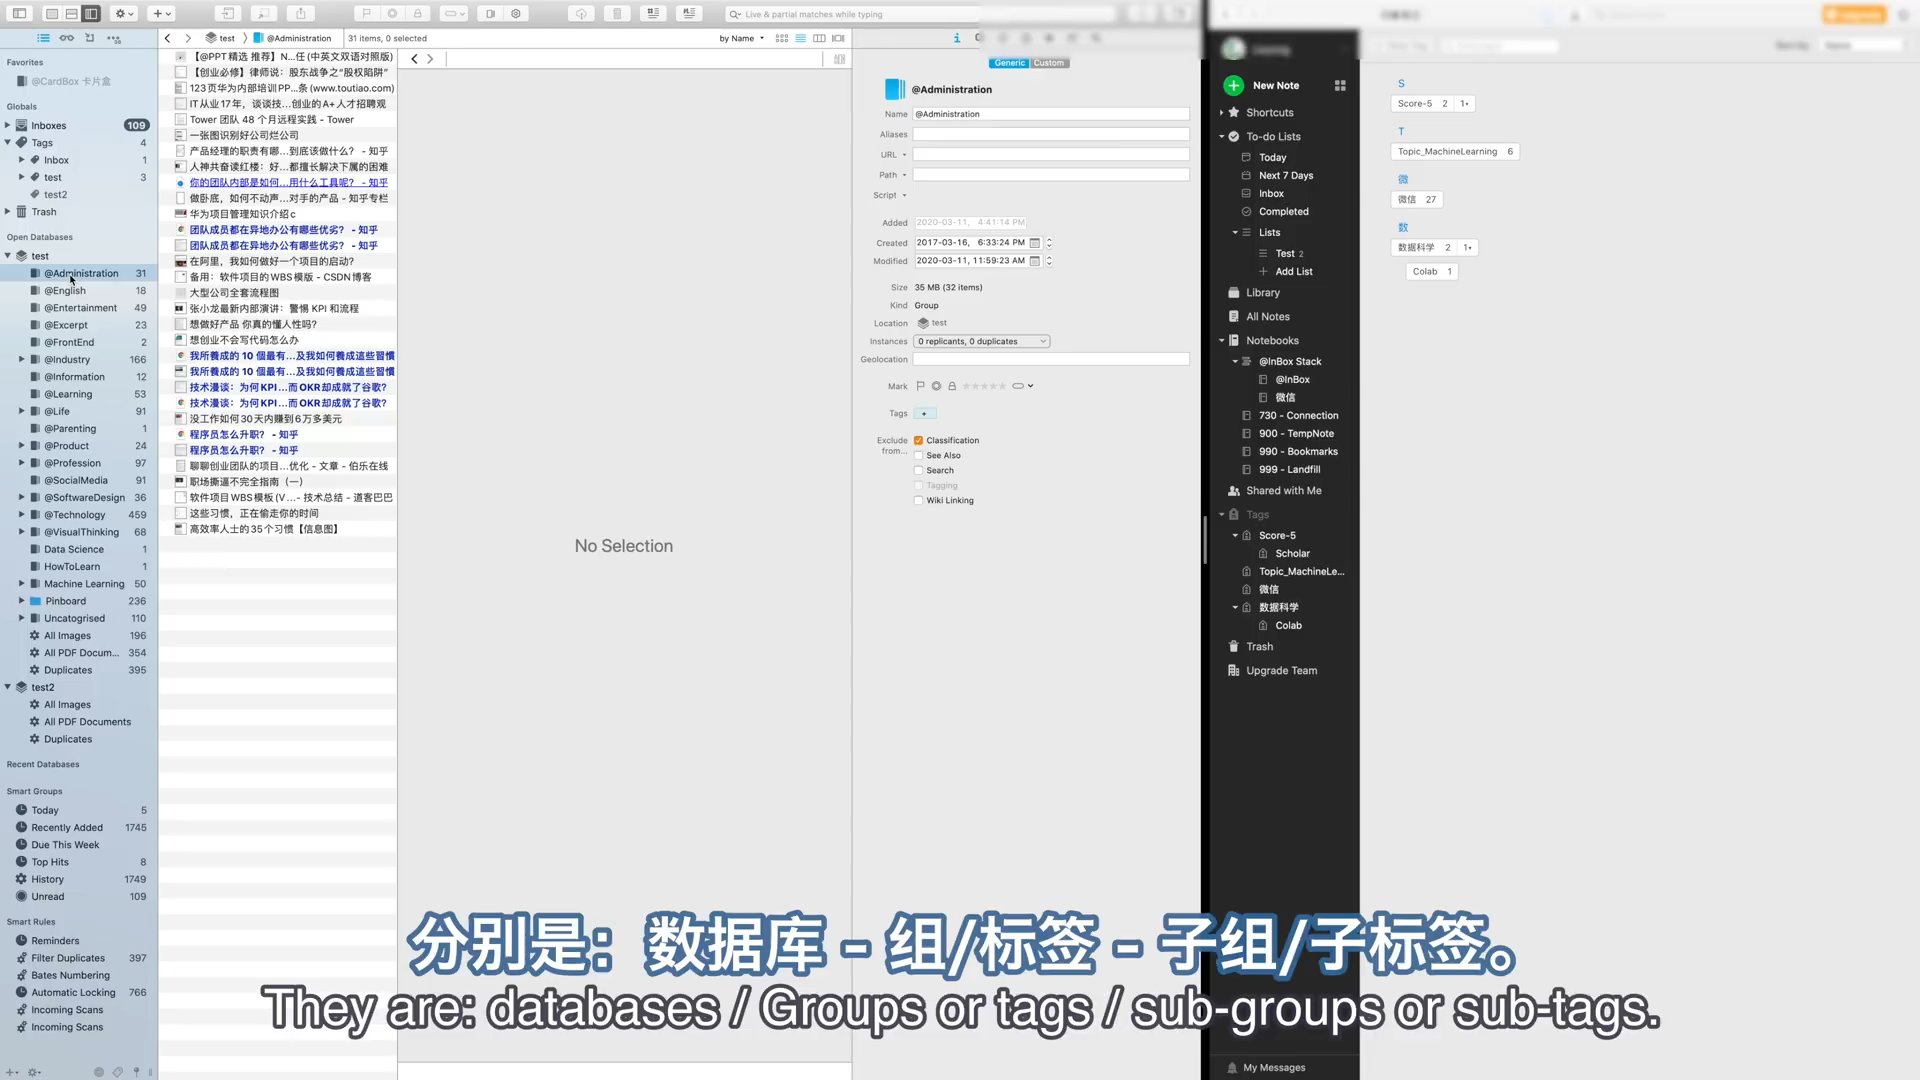 Live & partial matches while typing
test 〉 @Administration 31 items, 0 selected by Name
Favorites
@CardBox 卡片盒
Globals
Inboxes 109
Tags 4
Inbox 1
test 3
test2
Trash
Open Databases
test
@Administration 31
@English 18
@Entertainment 49
@Excerpt 23
@FrontEnd 2
@Industry 166
@Information 12
@Learning 53
@Life 91
@Parenting 1
@Product 24
@Profession 97
@SocialMedia 91
@SoftwareDesign 36
@Technology 459
@VisualThinking 68
Data Science 1
HowToLearn 1
Machine Learning 50
Pinboard 236
Uncatogrised 110
All Images 196
All PDF Docum... 354
Duplicates 395
test2
All Images
All PDF Documents
Duplicates
Recent Databases
Smart Groups
Today 5
Recently Added 1745
Due This Week
Top Hits 8
History 1749
Unread 109
Smart Rules
Reminders
Filter Duplicates 397
Bates Numbering
Automatic Locking 766
Incoming Scans
Incoming Scans
【@PPT精选 推荐】N...任 (中英文双语对照版)
【创业必修】律师说：股东战争之“股权陷阱”
123页华为内部培训PP...条 (www.toutiao.com)
IT从业17年，谈谈技...创业的A+人才招聘观
Tower 团队 48 个月远程实践 - Tower
一张图识别好公司烂公司
产品经理的职责有哪...到底该做什么？ - 知乎
人神共奋读红楼：好...都擅长解决下属的困难
你的团队内部是如何...用什么工具呢？ - 知乎
做卧底，如何不动声...对手的产品 - 知乎专栏
华为项目管理知识介绍c
团队成员都在异地办公有哪些优劣？ - 知乎
团队成员都在异地办公有哪些优劣？ - 知乎
在阿里，我如何做好一个项目的启动？
备用：软件项目的WBS模版 - CSDN博客
大型公司全套流程图
张小龙最新内部演讲：警惕 KPI 和流程
想做好产品 你真的懂人性吗？
想创业不会写代码怎么办
我所養成的 10 個最有...及我如何養成這些習慣
我所養成的 10 個最有...及我如何養成這些習慣
技术漫谈：为何KPI...而OKR却成就了谷歌？
技术漫谈：为何KPI...而OKR却成就了谷歌？
没工作如何30天内赚到6万多美元
程序员怎么升职？ - 知乎
程序员怎么升职？ - 知乎
聊聊创业团队的项目...优化 - 文章 - 伯乐在线
职场撕逼不完全指南（一）
软件项目WBS模板(V...- 技术总结 - 道客巴巴
这些习惯，正在偷走你的时间
高效率人士的35个习惯【信息图】
No Selection
Generic Custom
@Administration
Name @Administration
Aliases
URL
Path
Script
Added 2020-03-11, 4:41:14 PM
Created 2017-03-16, 6:33:24 PM
Modified 2020-03-11, 11:59:23 AM
Size 35 MB (32 items)
Kind Group
Location test
Instances 0 replicants, 0 duplicates
Geolocation
Mark
Tags +
Exclude from... Classification
See Also
Search
Tagging
Wiki Linking
New Note
Shortcuts
To-do Lists
Today
Next 7 Days
Inbox
Completed
Lists
Test 2
Add List
Library
All Notes
Notebooks
@InBox Stack
@InBox
微信
730 - Connection
900 - TempNote
990 - Bookmarks
999 - Landfill
Shared with Me
Tags
Score-5
Scholar
Topic_MachineLe...
微信
数据科学
Colab
Trash
Upgrade Team
My Messages
S
Score-5 2 1
T
Topic_MachineLearning 6
微
微信 27
数
数据科学 2 1
Colab 1
分别是：数据库 - 组/标签 - 子组/子标签。
They are: databases / Groups or tags / sub-groups or sub-tags.